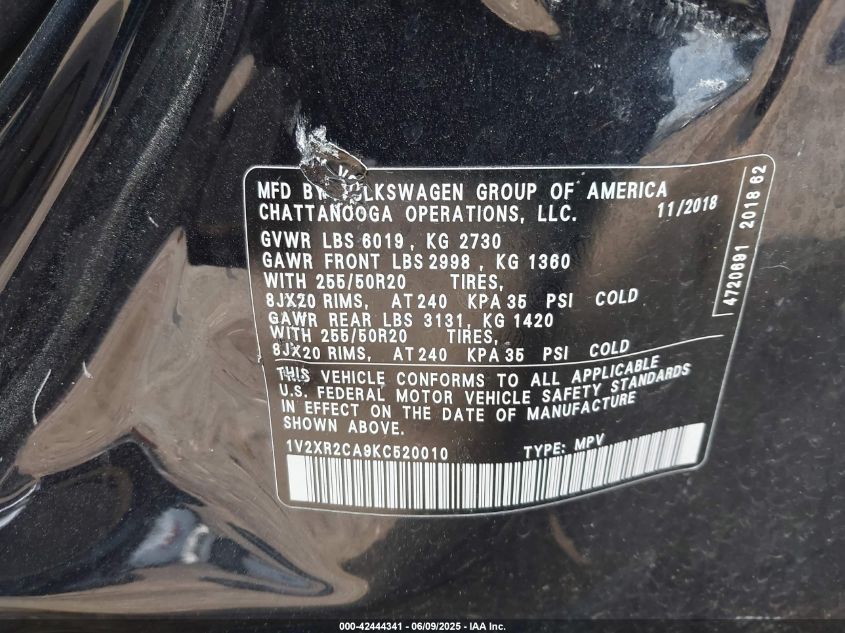 MFD BY VOLKSWAGEN GROUP OF AMERICA
CHATTANOOGA OPERATIONS, LLC. 11/2018
GVWR LBS 6019, KG 2730
GAWR FRONT LBS 2998, KG 1360
WITH 255/50R20 TIRES,
8JX20 RIMS, AT 240 KPA 35 PSI COLD
GAWR REAR LBS 3131, KG 1420
WITH 255/50R20 TIRES,
8JX20 RIMS, AT 240 KPA 35 PSI COLD
THIS VEHICLE CONFORMS TO ALL APPLICABLE
U.S. FEDERAL MOTOR VEHICLE SAFETY STANDARDS
IN EFFECT ON THE DATE OF MANUFACTURE
SHOWN ABOVE.
1V2XR2CA9KC520010 TYPE: MPV
4720691 2018 62
000-42444341 - 06/09/2025 - IAA Inc.